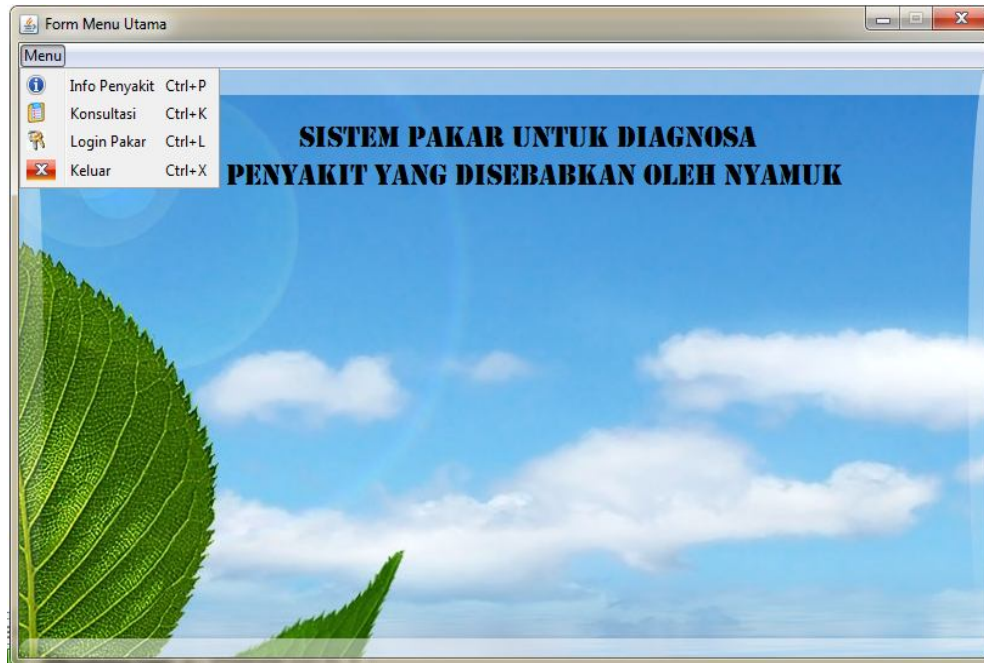 Form Menu Utama
Menu
Info Penyakit Ctrl+P
Konsultasi Ctrl+K
Login Pakar Ctrl+L
Keluar Ctrl+X
SISTEM PAKAR UNTUK DIAGNOSA
PENYAKIT YANG DISEBABKAN OLEH NYAMUK